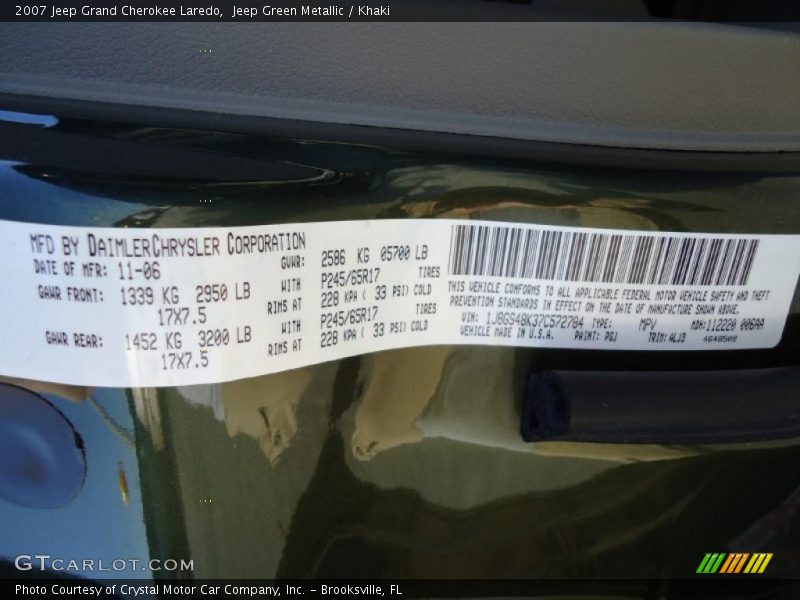 2007 Jeep Grand Cherokee Laredo,  Jeep Green Metallic / Khaki
MFD BY DAIMLERCHRYSLER CORPORATION
DATE OF MFR: 11-06
GVWR: 2586 KG 05700 LB
GAWR FRONT: 1339 KG 2950 LB
WITH P245/65R17 TIRES
17X7.5
RIMS AT 228 KPA ( 33 PSI) COLD
GAWR REAR: 1452 KG 3200 LB
WITH P245/65R17 TIRES
17X7.5
RIMS AT 228 KPA ( 33 PSI) COLD
THIS VEHICLE CONFORMS TO ALL APPLICABLE FEDERAL MOTOR VEHICLE SAFETY AND THEFT
PREVENTION STANDARDS IN EFFECT ON THE DATE OF MANUFACTURE SHOWN ABOVE.
VIN: 1J8GS48K37C572784 TYPE: MPV MDH:112220 006AA
VEHICLE MADE IN U.S.A. PAINT: PGJ TRIM: HLJ3 4648509
GTCARLOT.COM
Photo Courtesy of Crystal Motor Car Company, Inc. – Brooksville, FL